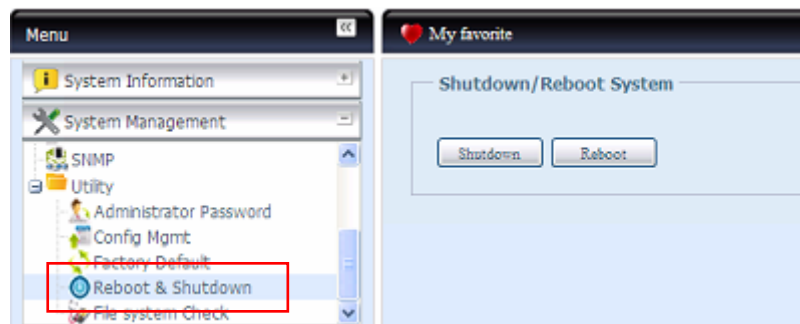 Menu
My favorite
System Information
System Management
SNMP
Utility
Administrator Password
Config Mgmt
Factory Default
Reboot & Shutdown
File system Check
Shutdown/Reboot System
Shutdown
Reboot